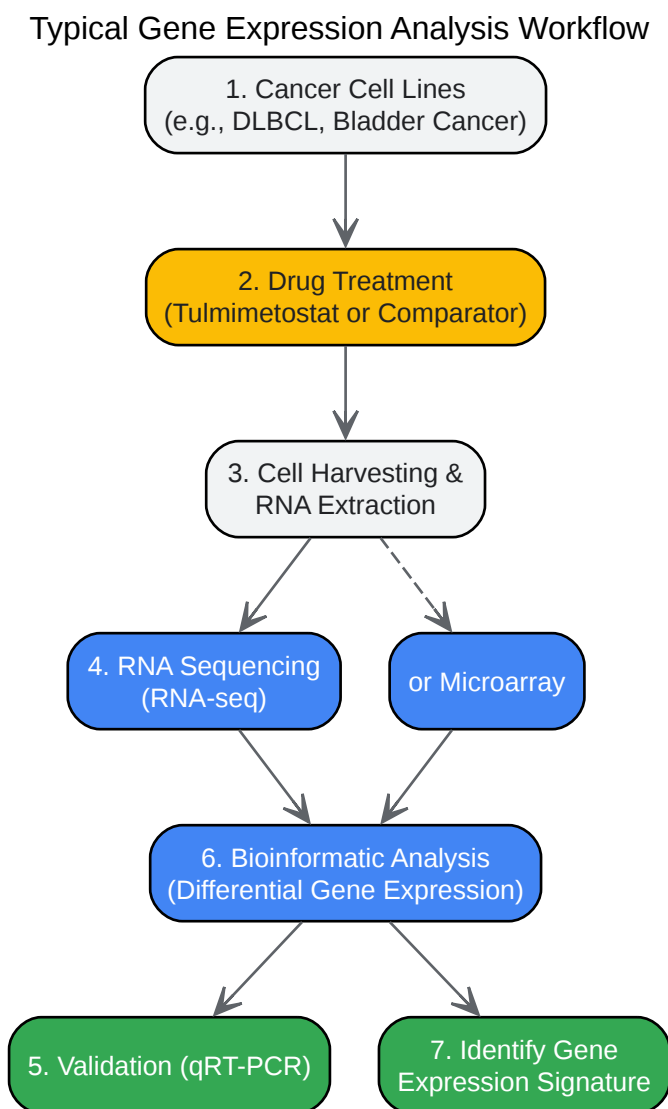 Typical Gene Expression Analysis Workflow
1. Cancer Cell Lines
(e.g., DLBCL, Bladder Cancer)
2. Drug Treatment
(Tulmimetostat or Comparator)
3. Cell Harvesting &
RNA Extraction
4. RNA Sequencing
(RNA-seq)
or Microarray
6. Bioinformatic Analysis
(Differential Gene Expression)
5. Validation (qRT-PCR)
7. Identify Gene
Expression Signature